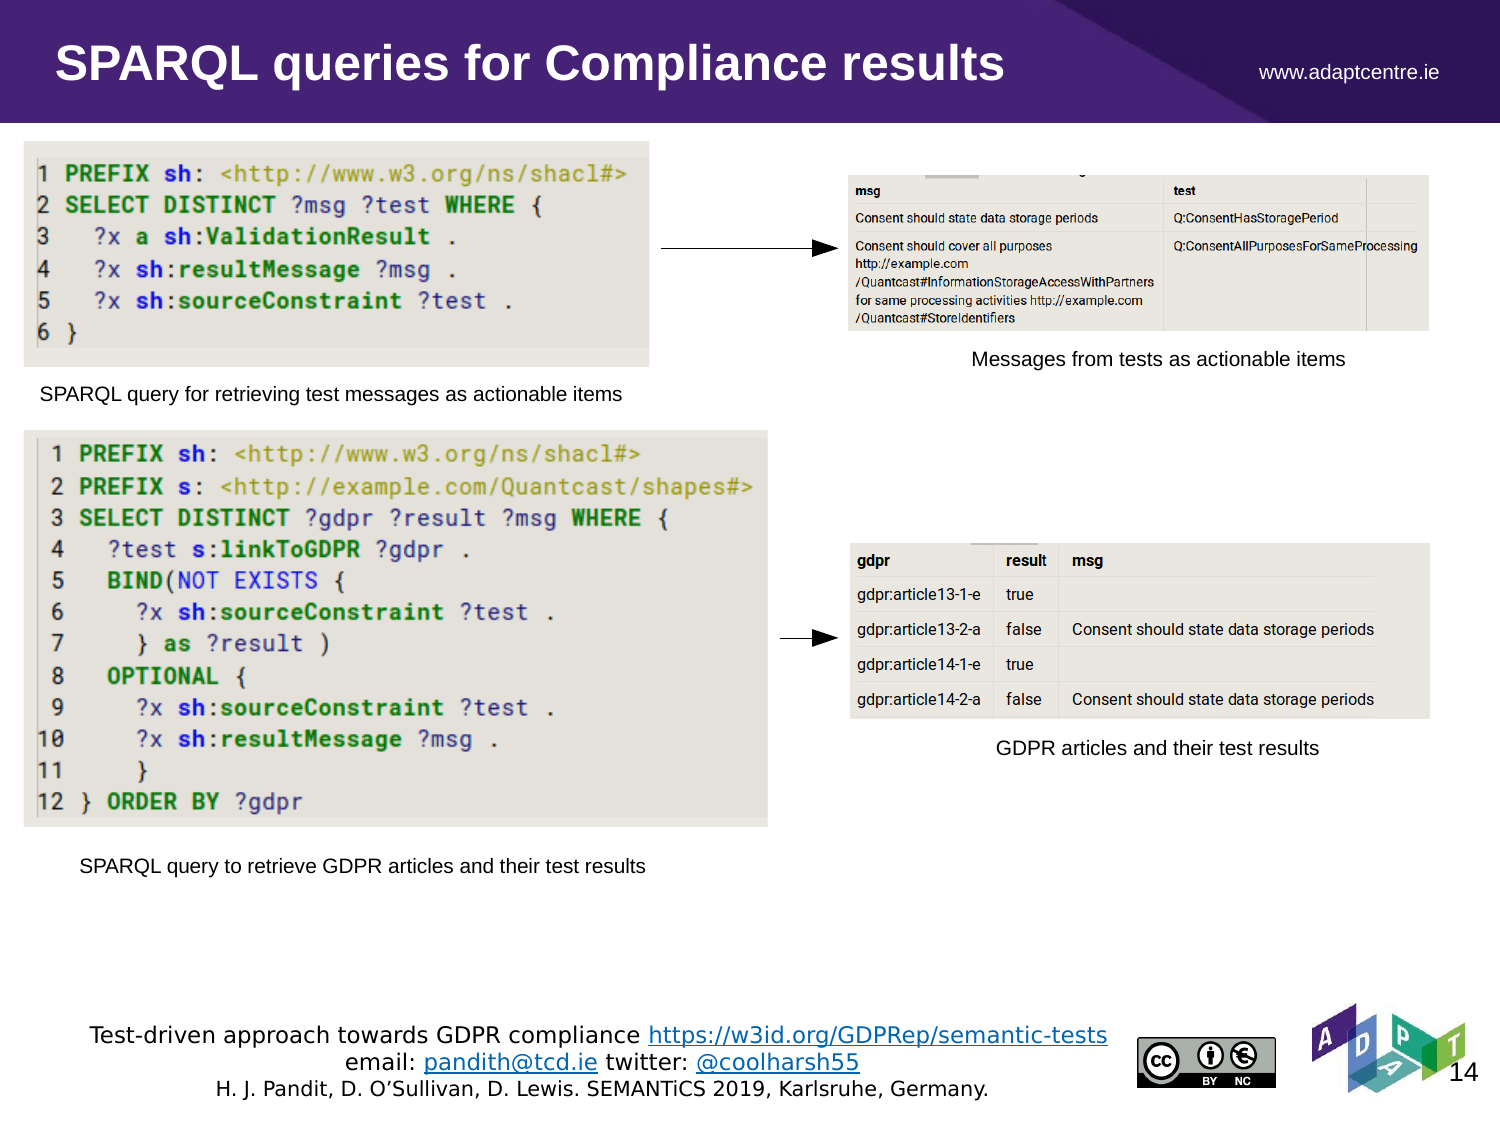 SPARQL queries for Compliance results
www.adaptcentre.ie
1 PREFIX sh: <http://www.w3.org/ns/shacl#>
2 SELECT DISTINCT ?msg ?test WHERE {
3 ?x a sh:ValidationResult .
4 ?x sh:resultMessage ?msg .
5 ?x sh:sourceConstraint ?test .
6 }
SPARQL query for retrieving test messages as actionable items
msg test
Consent should state data storage periods Q:ConsentHasStoragePeriod
Consent should cover all purposes Q:ConsentAllPurposesForSameProcessing
http://example.com
/Quantcast#InformationStorageAccessWithPartners
for same processing activities http://example.com
/Quantcast#StoreIdentifiers
Messages from tests as actionable items
1 PREFIX sh: <http://www.w3.org/ns/shacl#>
2 PREFIX s: <http://example.com/Quantcast/shapes#>
3 SELECT DISTINCT ?gdpr ?result ?msg WHERE {
4 ?test s:linkToGDPR ?gdpr .
5 BIND(NOT EXISTS {
6 ?x sh:sourceConstraint ?test .
7 } as ?result )
8 OPTIONAL {
9 ?x sh:sourceConstraint ?test .
10 ?x sh:resultMessage ?msg .
11 }
12 } ORDER BY ?gdpr
SPARQL query to retrieve GDPR articles and their test results
gdpr result msg
gdpr:article13-1-e true
gdpr:article13-2-a false Consent should state data storage periods
gdpr:article14-1-e true
gdpr:article14-2-a false Consent should state data storage periods
GDPR articles and their test results
Test-driven approach towards GDPR compliance https://w3id.org/GDPRep/semantic-tests
email: pandith@tcd.ie twitter: @coolharsh55
H. J. Pandit, D. O’Sullivan, D. Lewis. SEMANTiCS 2019, Karlsruhe, Germany.
cc BY NC
ADAPT
14